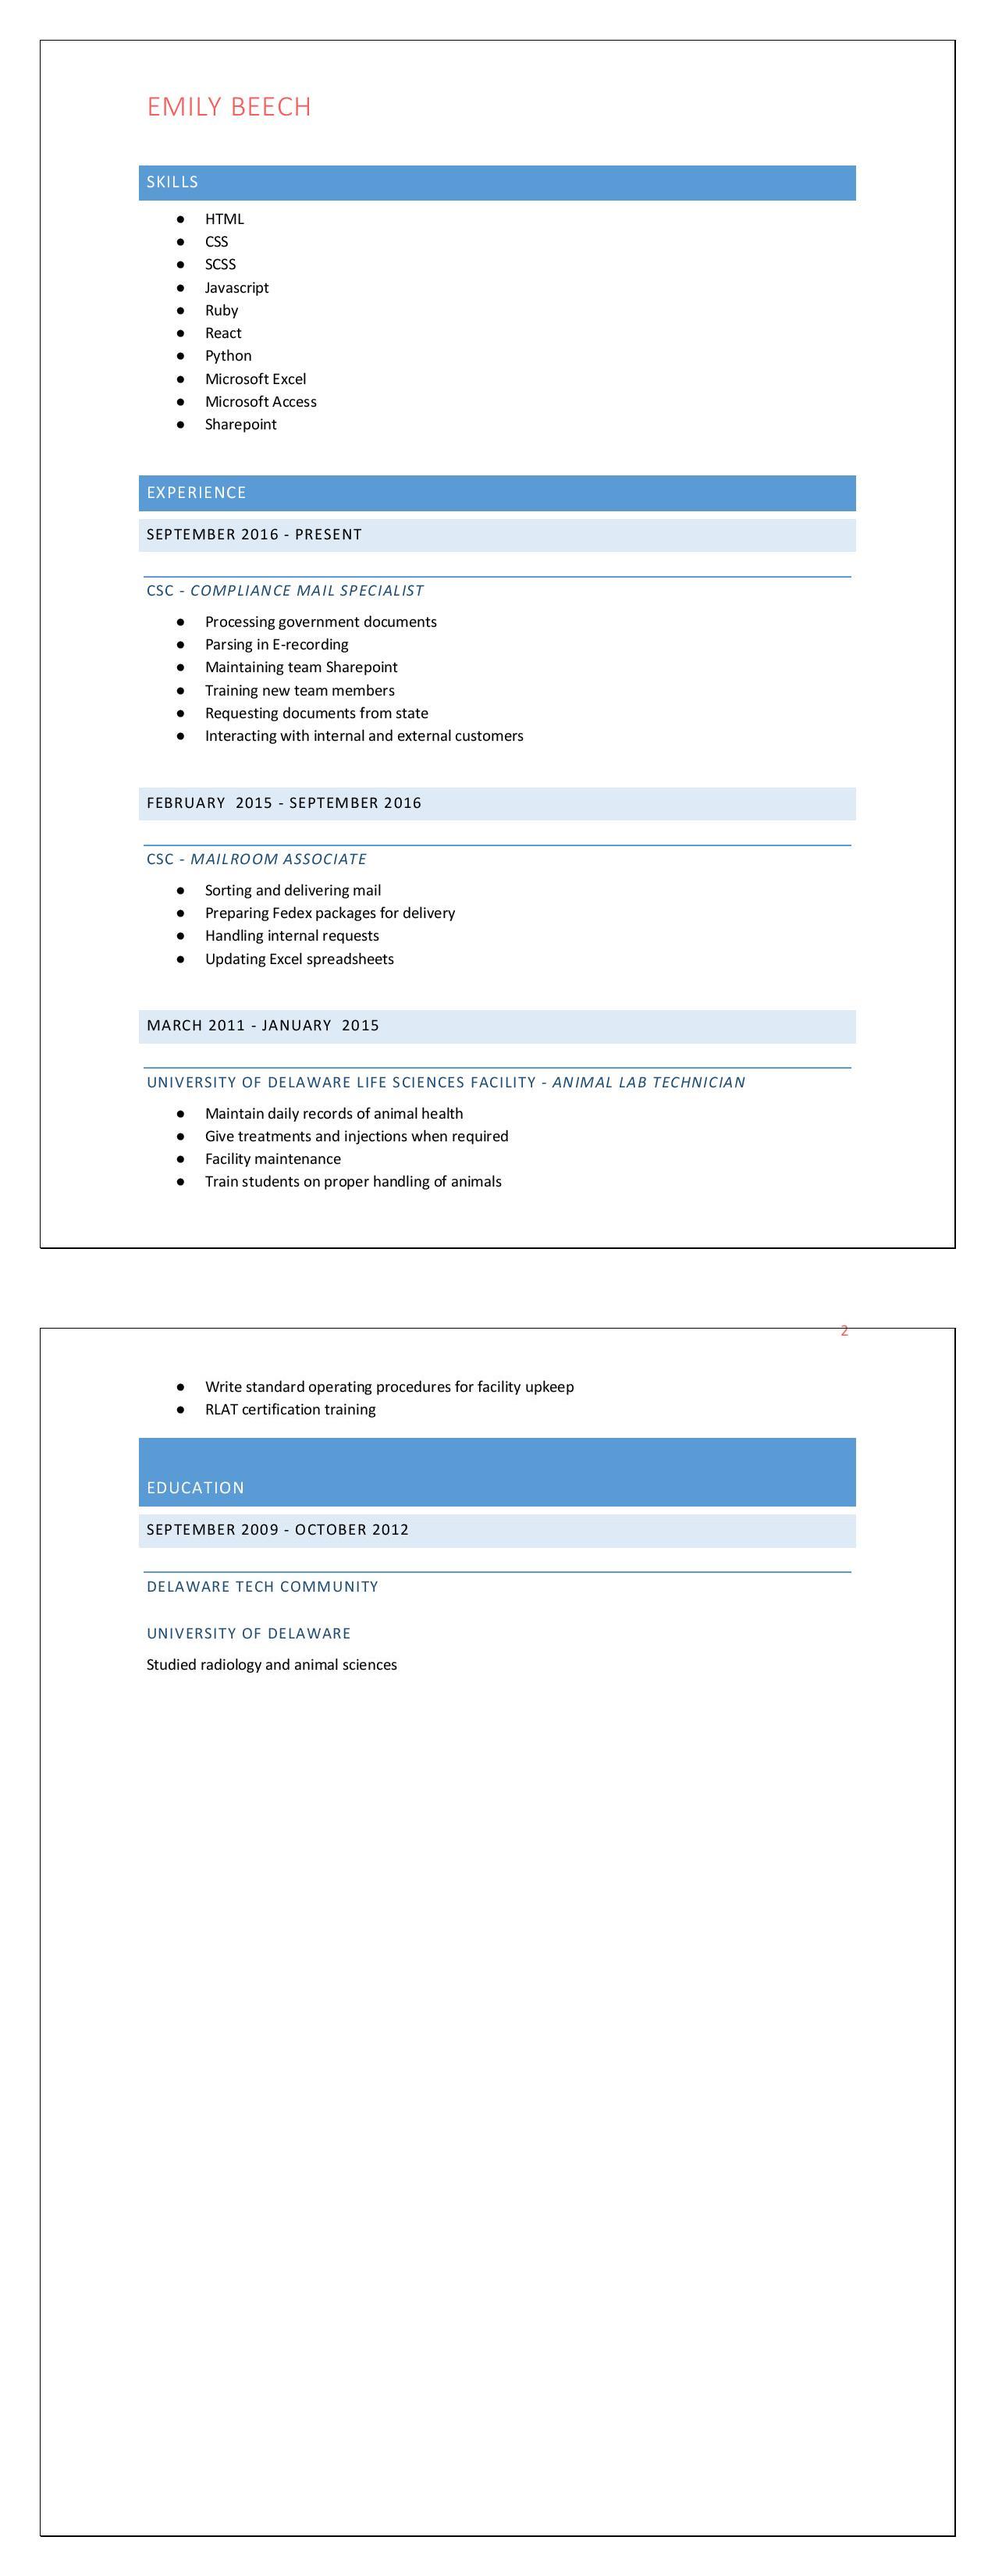 EMILY BEECH
SKILLS
● HTML
● CSS
● SCSS
● Javascript
● Ruby
● React
● Python
● Microsoft Excel
● Microsoft Access
● Sharepoint
EXPERIENCE
SEPTEMBER 2016 - PRESENT
CSC - COMPLIANCE MAIL SPECIALIST
● Processing government documents
● Parsing in E-recording
● Maintaining team Sharepoint
● Training new team members
● Requesting documents from state
● Interacting with internal and external customers
FEBRUARY  2015 - SEPTEMBER 2016
CSC - MAILROOM ASSOCIATE
● Sorting and delivering mail
● Preparing Fedex packages for delivery
● Handling internal requests
● Updating Excel spreadsheets
MARCH 2011 - JANUARY  2015
UNIVERSITY OF DELAWARE LIFE SCIENCES FACILITY - ANIMAL LAB TECHNICIAN
● Maintain daily records of animal health
● Give treatments and injections when required
● Facility maintenance
● Train students on proper handling of animals
2
● Write standard operating procedures for facility upkeep
● RLAT certification training
EDUCATION
SEPTEMBER 2009 - OCTOBER 2012
DELAWARE TECH COMMUNITY
UNIVERSITY OF DELAWARE
Studied radiology and animal sciences